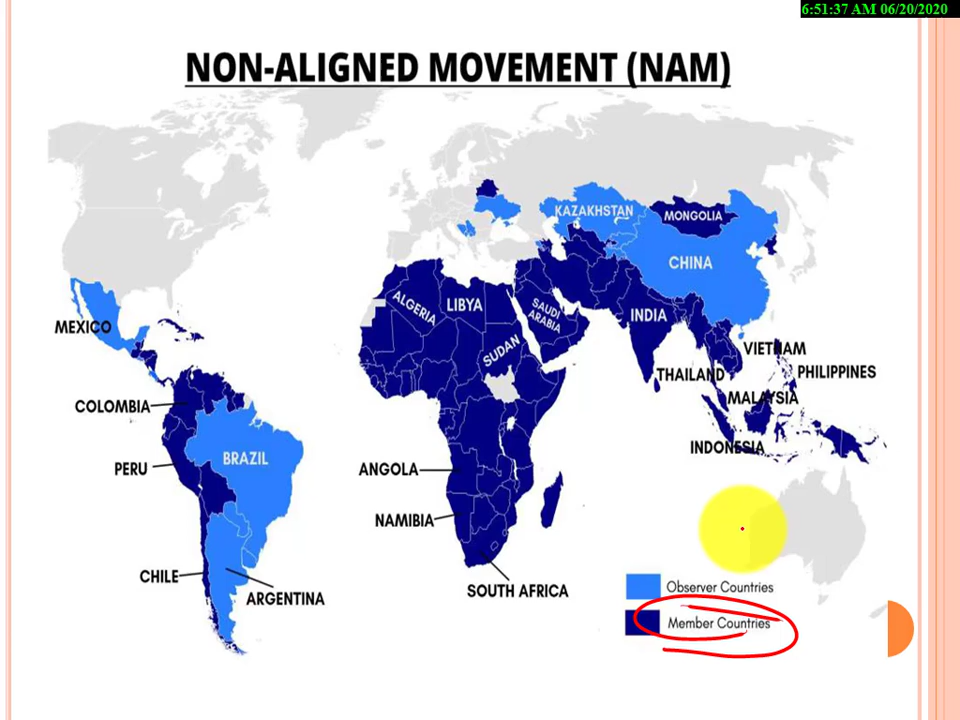 6:51:37 AM 06/20/2020
NON-ALIGNED MOVEMENT (NAM)
KAZAKHSTAN
MONGOLIA
CHINA
ALGERIA
LIBYA
SAUDI
ARABIA
INDIA
MEXICO
SUDAN
VIETNAM
THAILAND
PHILIPPINES
MALAYSIA
COLOMBIA
INDONESIA
BRAZIL
PERU
ANGOLA
NAMIBIA
CHILE
ARGENTINA
SOUTH AFRICA
Observer Countries
Member Countries